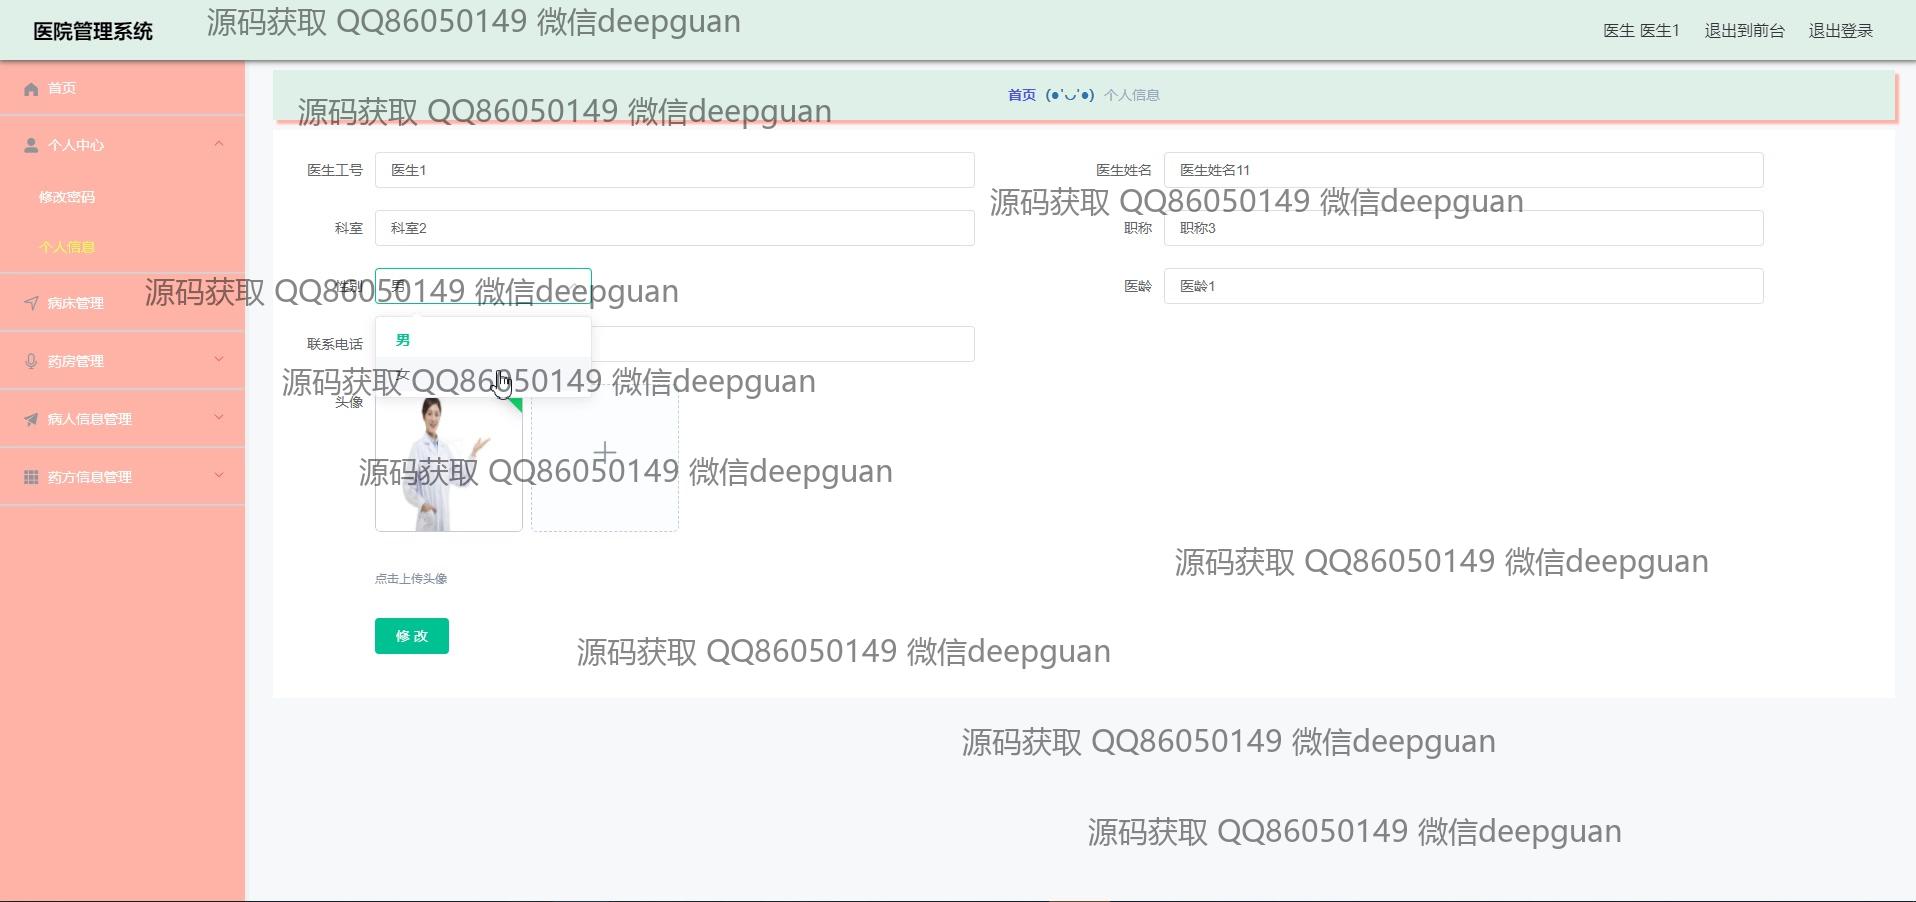 医院管理系统
源码获取 QQ86050149 微信deepguan
医生 医生1 退出到前台 退出登录
首页
个人中心
修改密码
个人信息
病床管理
药房管理
病人信息管理
药方信息管理
首页 (●'◡'●) 个人信息
源码获取 QQ86050149 微信deepguan
医生工号 医生1
医生姓名 医生姓名11
源码获取 QQ86050149 微信deepguan
科室 科室2
职称 职称3
性别 男
医龄 医龄1
源码获取 QQ86050149 微信deepguan
联系电话
男
女
源码获取 QQ86050149 微信deepguan
头像
源码获取 QQ86050149 微信deepguan
源码获取 QQ86050149 微信deepguan
点击上传头像
修改
源码获取 QQ86050149 微信deepguan
源码获取 QQ86050149 微信deepguan
源码获取 QQ86050149 微信deepguan